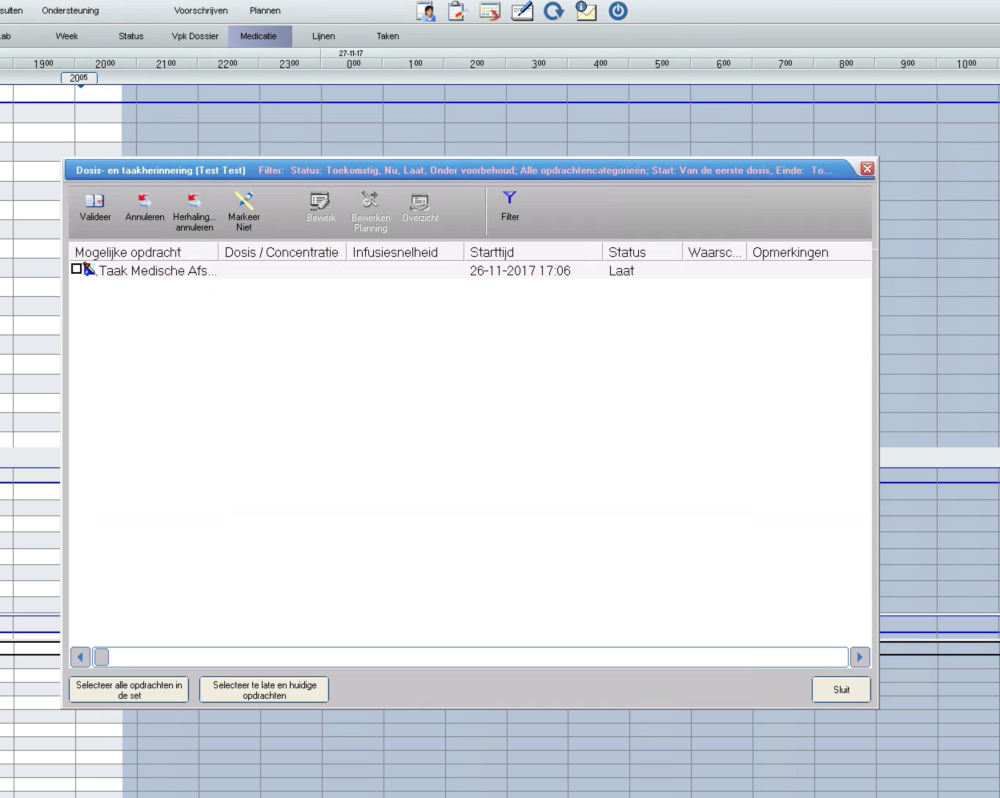 sulten Ondersteuning Voorschrijven Plannen
ab Week Status Vpk Dossier Medicatie Lijnen Taken
27-11-17
19⁰⁰ 20⁰⁰ 21⁰⁰ 22⁰⁰ 23⁰⁰ 0⁰⁰ 1⁰⁰ 2⁰⁰ 3⁰⁰ 4⁰⁰ 5⁰⁰ 6⁰⁰ 7⁰⁰ 8⁰⁰ 9⁰⁰ 10⁰⁰
20⁰⁵
Dosis- en taakherinnering (Test Test) Filter: Status: Toekomstig, Nu, Laat, Onder voorbehoud; Alle opdrachtencategorieën; Start: Van de eerste dosis, Einde: To...
Valideer Annuleren Herhaling... Markeer Bewerk Bewerken Overzicht Filter
annuleren Niet Planning
Mogelijke opdracht Dosis / Concentratie Infusiesnelheid Starttijd Status Waarsc... Opmerkingen
Taak Medische Afs... 26-11-2017 17:06 Laat
Selecteer alle opdrachten in Selecteer te late en huidige Sluit
de set opdrachten